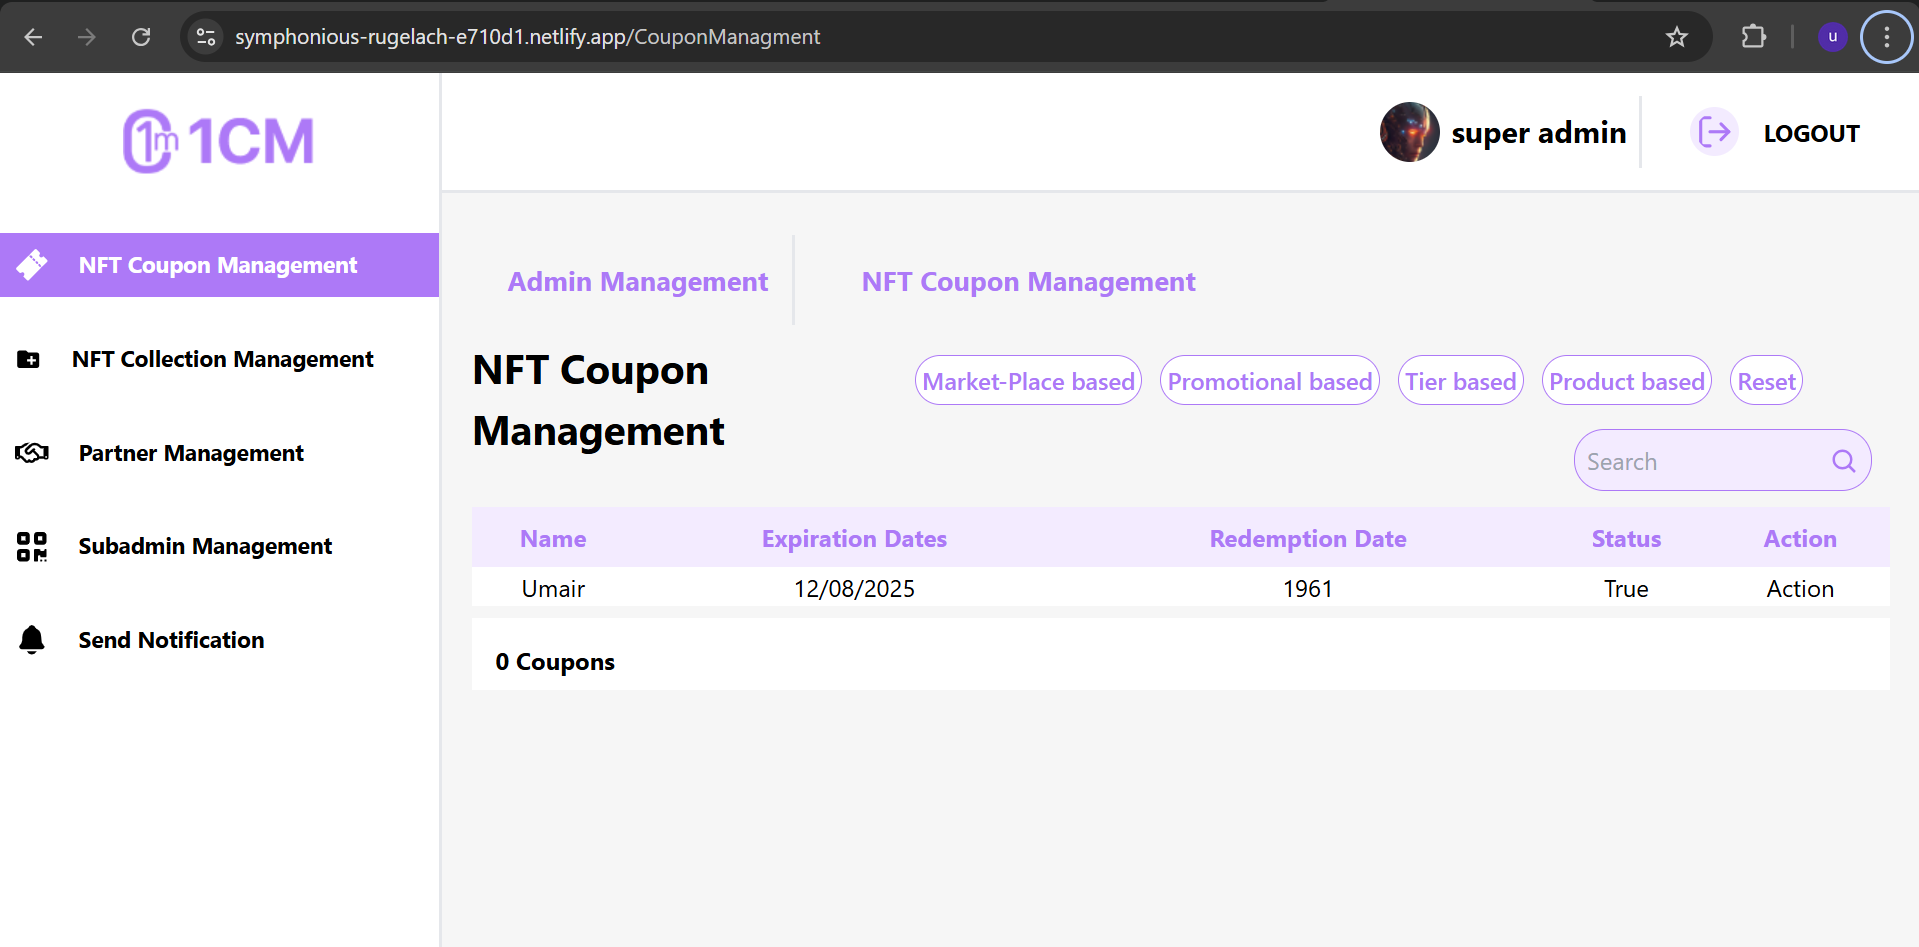 symphonious-rugelach-e710d1.netlify.app/CouponManagment
u
1m 1CM
super admin
LOGOUT
NFT Coupon Management
NFT Collection Management
Partner Management
Subadmin Management
Send Notification
Admin Management
NFT Coupon Management
NFT Coupon
Management
Market-Place based
Promotional based
Tier based
Product based
Reset
Search
Name Expiration Dates Redemption Date Status Action
Umair 12/08/2025 1961 True Action
0 Coupons